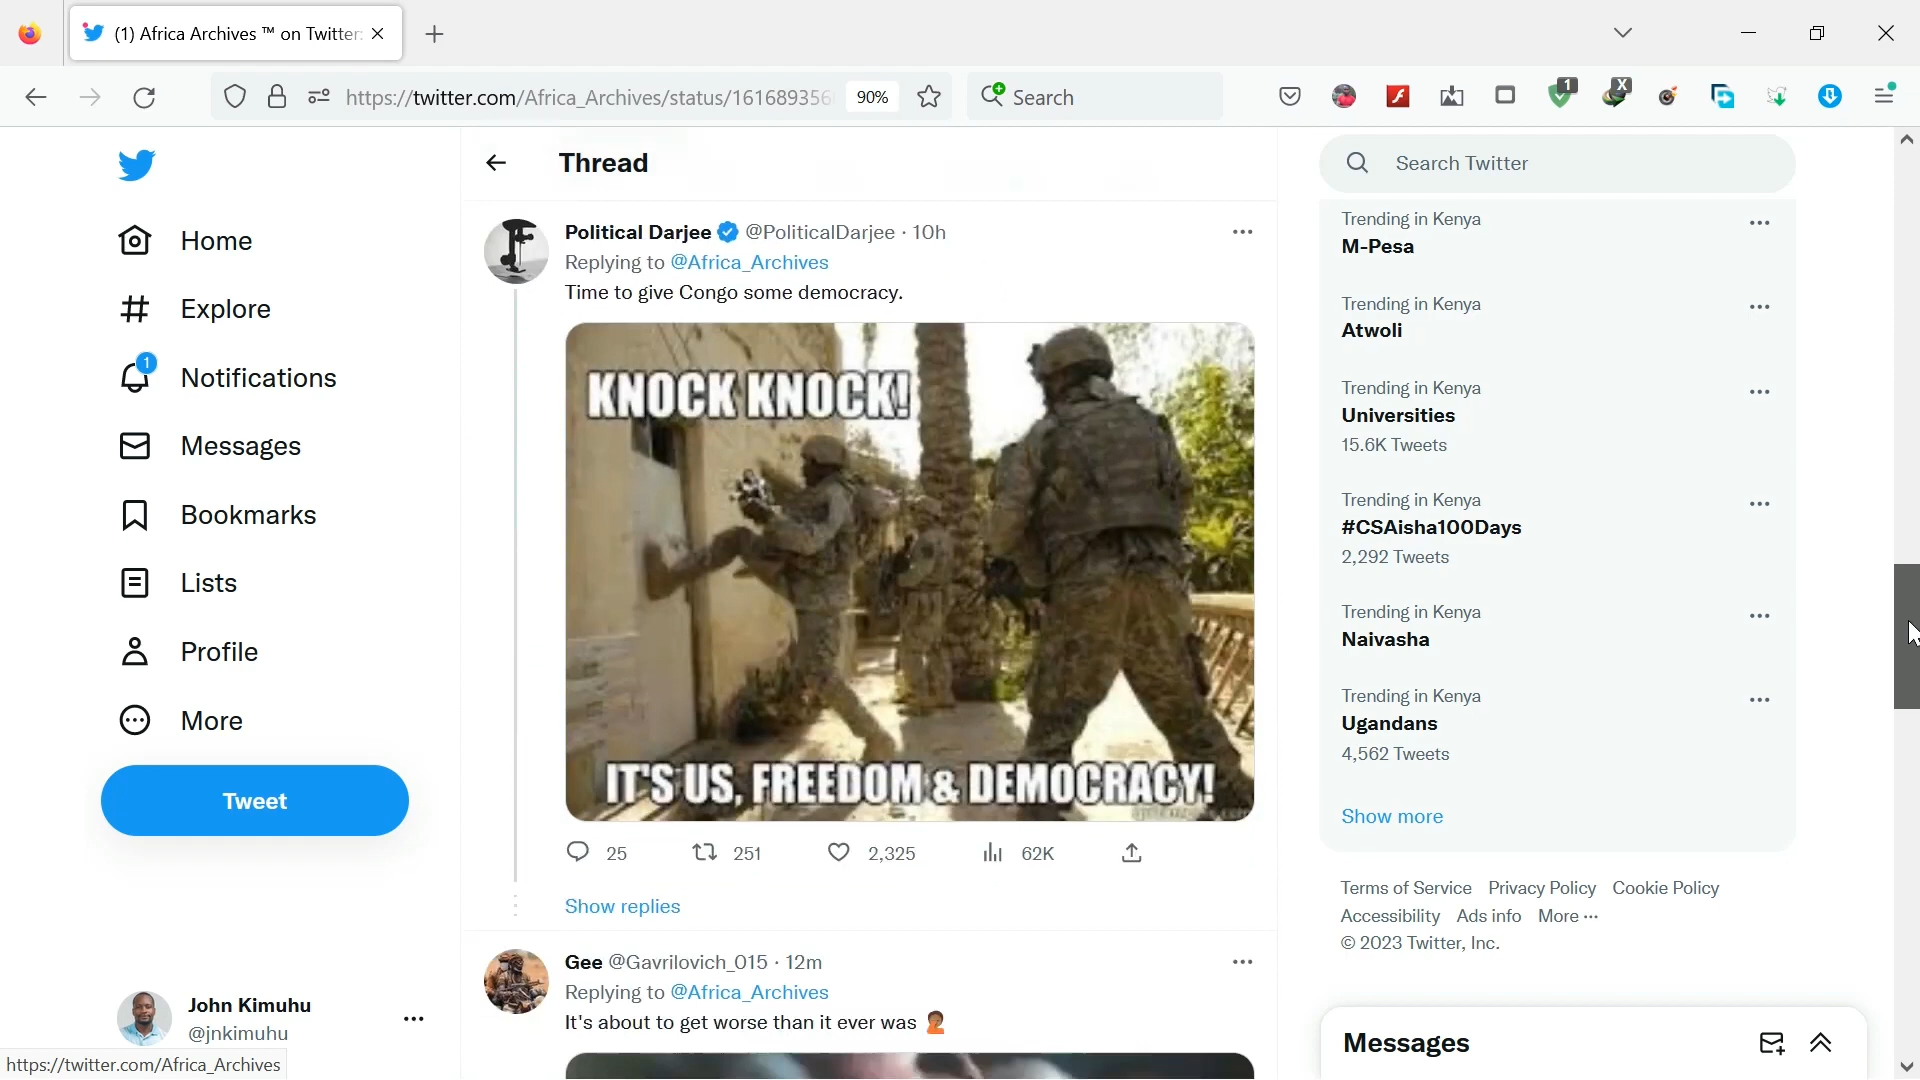 (1) Africa Archives ™ on Twitter:
https://twitter.com/Africa_Archives/status/161689356
90%
Search
1
X
Home
Explore
1
Notifications
Messages
Bookmarks
Lists
Profile
More
Tweet
John Kimuhu
@jnkimuhu
https://twitter.com/Africa_Archives
Thread
Political Darjee @PoliticalDarjee · 10h
Replying to @Africa_Archives
Time to give Congo some democracy.
KNOCK KNOCK!
IT'S US, FREEDOM & DEMOCRACY!
25 251 2,325 62K
Show replies
Gee @Gavrilovich_015 · 12m
Replying to @Africa_Archives
It's about to get worse than it ever was
Search Twitter
Trending in Kenya
M-Pesa
Trending in Kenya
Atwoli
Trending in Kenya
Universities
15.6K Tweets
Trending in Kenya
#CSAisha100Days
2,292 Tweets
Trending in Kenya
Naivasha
Trending in Kenya
Ugandans
4,562 Tweets
Show more
Terms of Service Privacy Policy Cookie Policy
Accessibility Ads info More ···
© 2023 Twitter, Inc.
Messages